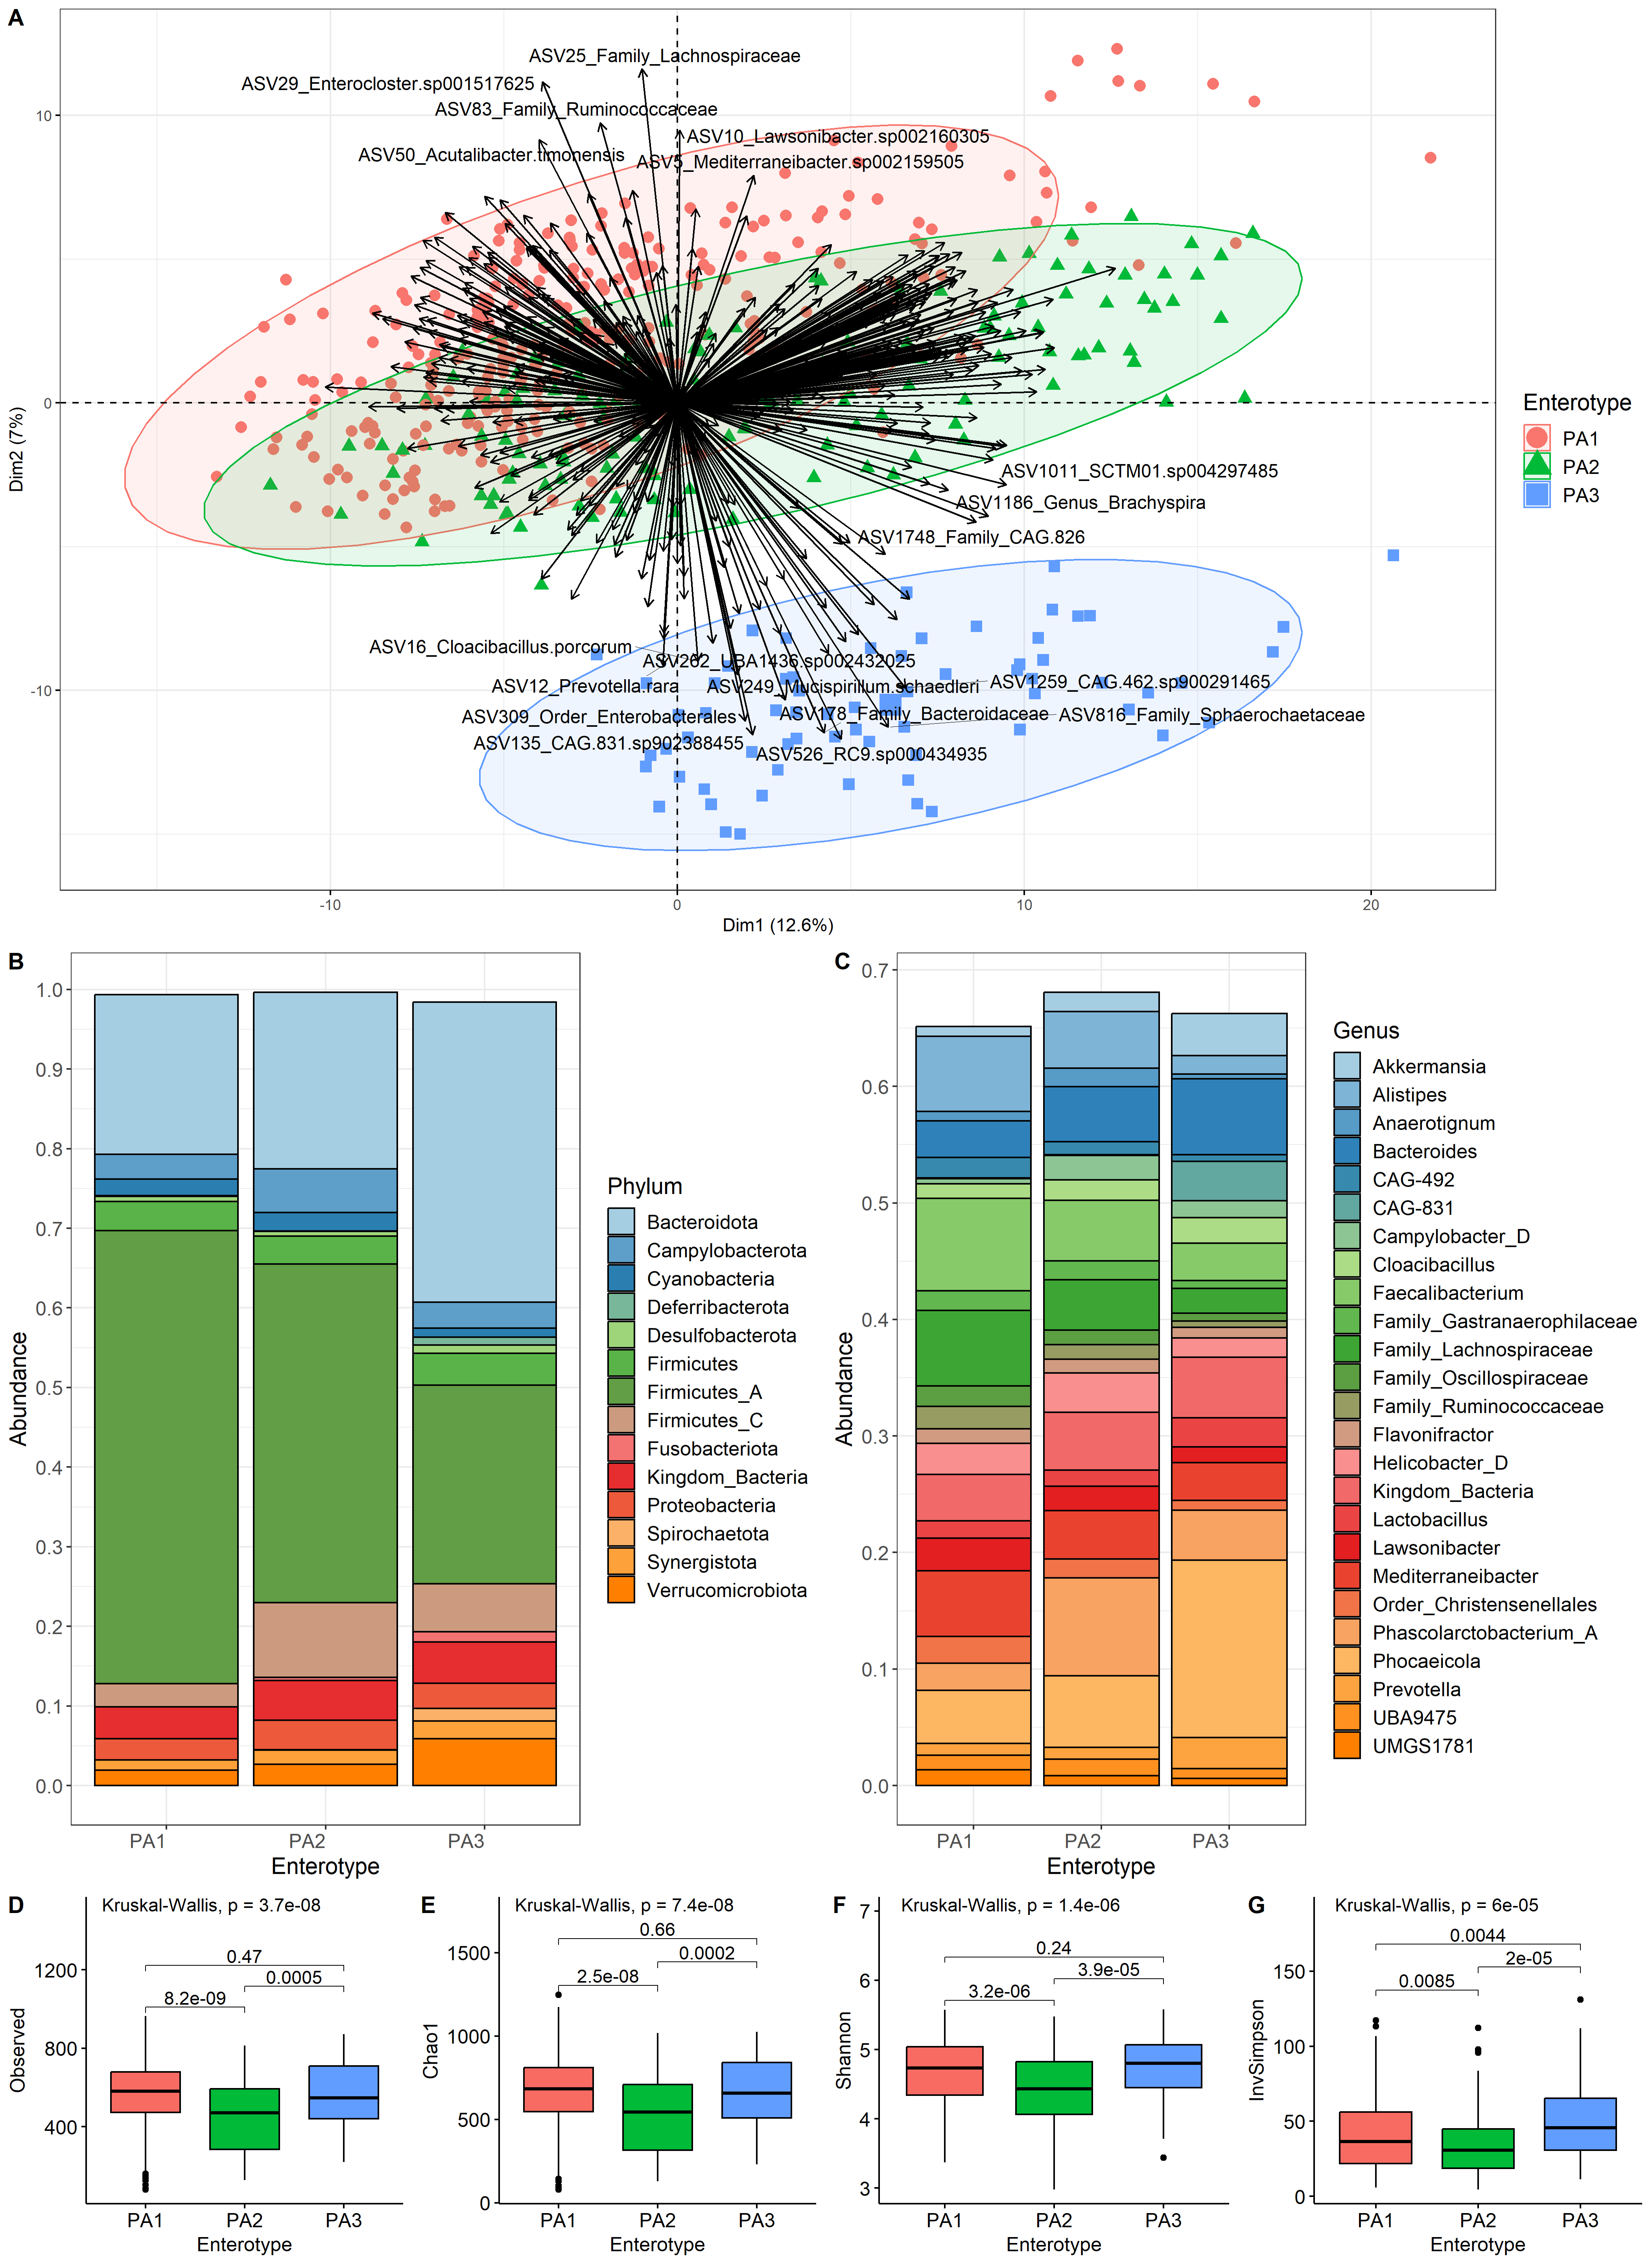 A
ASV25_Family_Lachnospiraceae
ASV29_Enterocloster.sp001517625
ASV83_Family_Ruminococcaceae
ASV10_Lawsonibacter.sp002160305
ASV50_Acutalibacter.timonensis
ASV5_Mediterraneibacter.sp002159505
ASV1011_SCTM01.sp004297485
ASV1186_Genus_Brachyspira
ASV1748_Family_CAG.826
ASV16_Cloacibacillus.porcorum
ASV202_UBA1436.sp002432025
ASV12_Prevotella.rara
ASV249_Mucispirillum.schaedleri
ASV1259_CAG.462.sp900291465
ASV309_Order_Enterobacterales
ASV178_Family_Bacteroidaceae
ASV816_Family_Sphaerochaetaceae
ASV135_CAG.831.sp902388455
ASV526_RC9.sp000434935
10
0
-10
Dim2 (7%)
-10 0 10 20
Dim1 (12.6%)
Enterotype
PA1
PA2
PA3
B
1.0
0.9
0.8
0.7
0.6
0.5
0.4
0.3
0.2
0.1
0.0
Abundance
PA1 PA2 PA3
Enterotype
Phylum
Bacteroidota
Campylobacterota
Cyanobacteria
Deferribacterota
Desulfobacterota
Firmicutes
Firmicutes_A
Firmicutes_C
Fusobacteriota
Kingdom_Bacteria
Proteobacteria
Spirochaetota
Synergistota
Verrucomicrobiota
C
0.7
0.6
0.5
0.4
0.3
0.2
0.1
0.0
Abundance
PA1 PA2 PA3
Enterotype
Genus
Akkermansia
Alistipes
Anaerotignum
Bacteroides
CAG-492
CAG-831
Campylobacter_D
Cloacibacillus
Faecalibacterium
Family_Gastranaerophilaceae
Family_Lachnospiraceae
Family_Oscillospiraceae
Family_Ruminococcaceae
Flavonifractor
Helicobacter_D
Kingdom_Bacteria
Lactobacillus
Lawsonibacter
Mediterraneibacter
Order_Christensenellales
Phascolarctobacterium_A
Phocaeicola
Prevotella
UBA9475
UMGS1781
D
Kruskal-Wallis, p = 3.7e-08
0.47
0.0005
8.2e-09
1200
800
400
Observed
PA1 PA2 PA3
Enterotype
E
Kruskal-Wallis, p = 7.4e-08
0.66
0.0002
2.5e-08
1500
1000
500
0
Chao1
PA1 PA2 PA3
Enterotype
F
Kruskal-Wallis, p = 1.4e-06
0.24
3.9e-05
3.2e-06
7
6
5
4
3
Shannon
PA1 PA2 PA3
Enterotype
G
Kruskal-Wallis, p = 6e-05
0.0044
2e-05
0.0085
150
100
50
0
InvSimpson
PA1 PA2 PA3
Enterotype